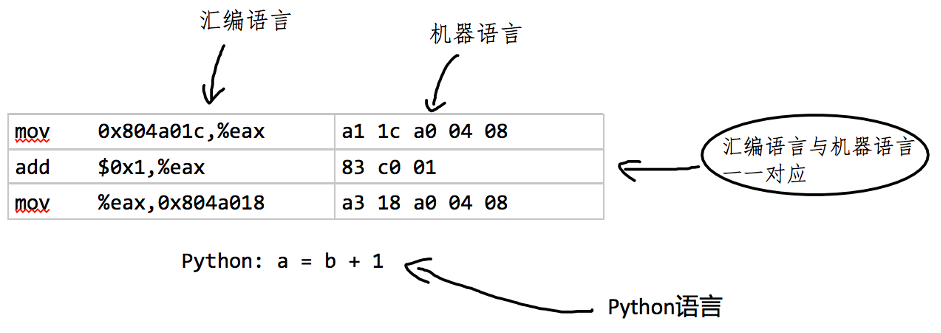 汇编语言
机器语言
mov 0x804a01c,%eax a1 1c a0 04 08
add $0x1,%eax 83 c0 01
mov %eax,0x804a018 a3 18 a0 04 08
汇编语言与机器语言
一一对应
Python: a = b + 1
Python语言